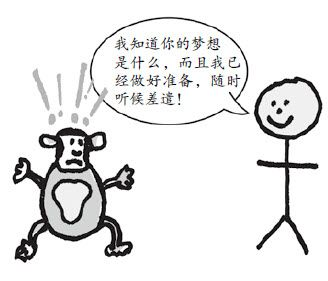 我知道你的梦想
是什么，而且我已
经做好准备，随时
听候差遣！